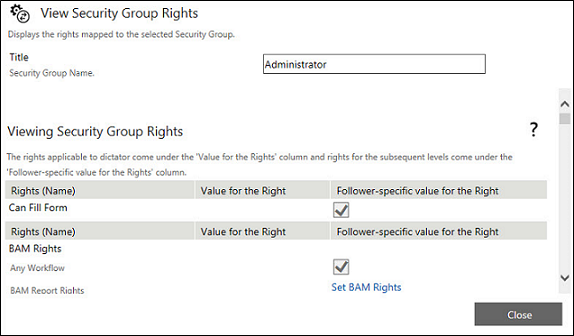 View Security Group Rights
Displays the rights mapped to the selected Security Group.
Title
Administrator
Security Group Name.
Viewing Security Group Rights
?
The rights applicable to dictator come under the 'Value for the Rights' column and rights for the subsequent levels come under the
'Follower-specific value for the Rights' column.
Rights (Name) Value for the Right Follower-specific value for the Right
Can Fill Form
Rights (Name) Value for the Right Follower-specific value for the Right
BAM Rights
Any Workflow
BAM Report Rights Set BAM Rights
Close